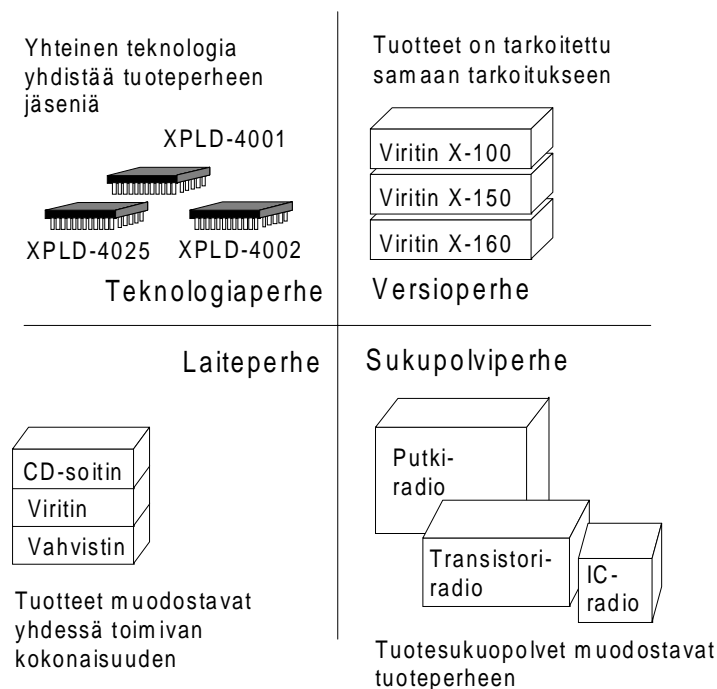 Yhteinen teknologia
yhdistää tuoteperheen
jäseniä
XPLD-4001
XPLD-4025
XPLD-4002
Teknologiaperhe
Tuotteet on tarkoitettu
samaan tarkoitukseen
Viritin X-100
Viritin X-150
Viritin X-160
Versioperhe
Laiteperhe
CD-soitin
Viritin
Vahvistin
Tuotteet muodostavat
yhdessä toimivan
kokonaisuuden
Sukupolviperhe
Putki-
radio
Transistori-
radio
IC-
radio
Tuotesukuopolvet muodostavat
tuoteperheen